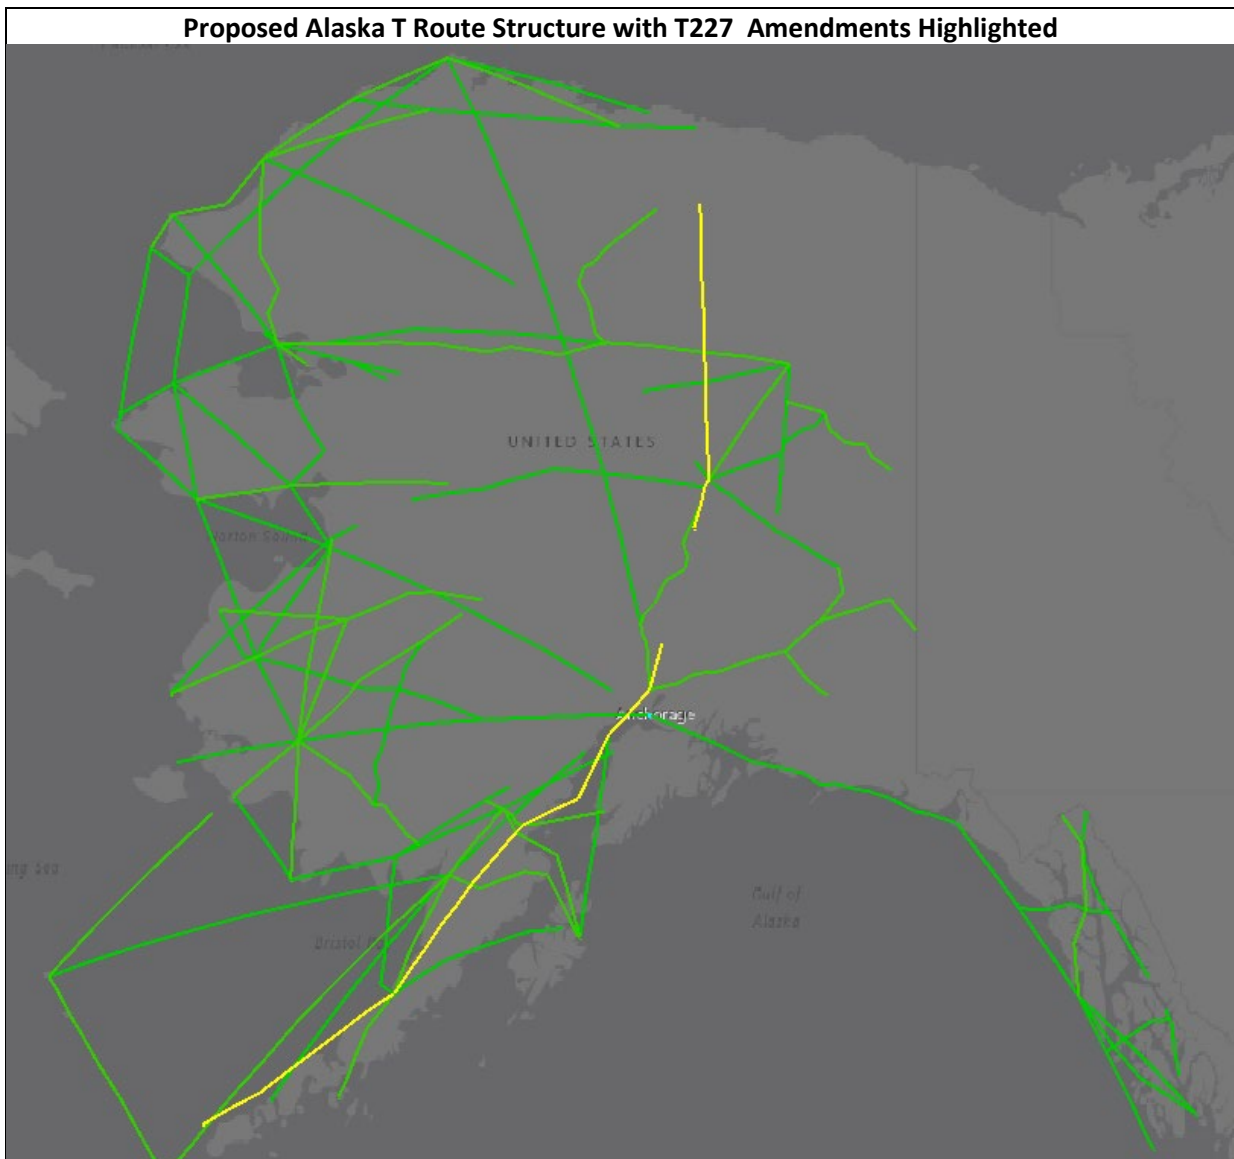 Proposed Alaska T Route Structure with T227  Amendments Highlighted
UNITED STATES
Norton Sound
Anchorage
Gulf of
Alaska
Bristol